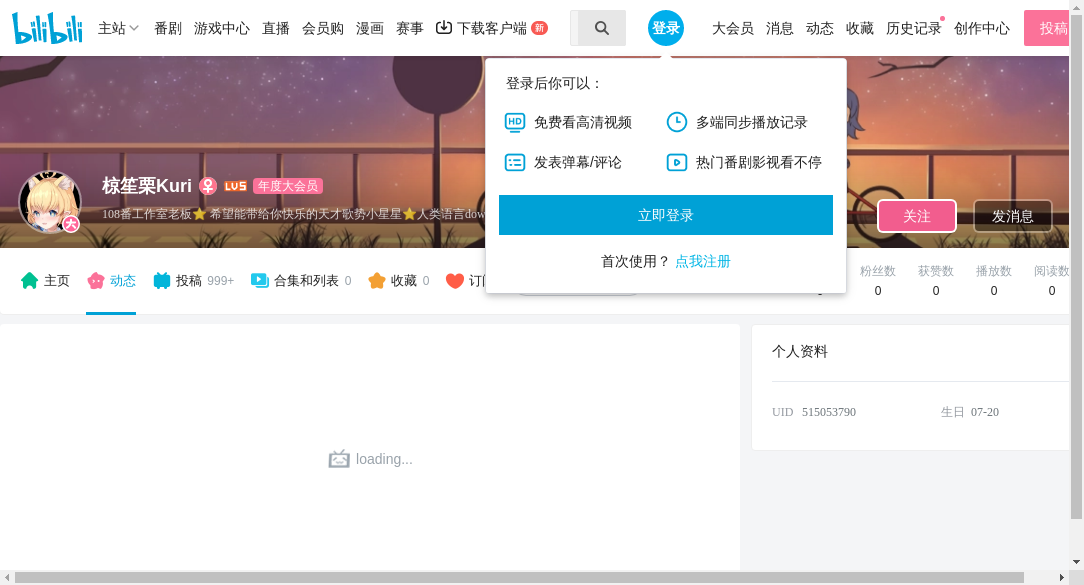 bilibili 主站 番剧 游戏中心 直播 会员购 漫画 赛事 下载客户端 新 登录 大会员 消息 动态 收藏 历史记录 创作中心 投稿
登录后你可以：
免费看高清视频 多端同步播放记录
发表弹幕/评论 热门番剧影视看不停
立即登录
首次使用？ 点我注册
椋笙栗Kuri LV5 年度大会员
108番工作室老板⭐ 希望能带给你快乐的天才歌势小星星⭐人类语言dow
大
关注 发消息
主页 动态 投稿 999+ 合集和列表 0 收藏 0
粉丝数 获赞数 播放数 阅读数
0 0 0 0
个人资料
UID 515053790 生日 07-20
loading...